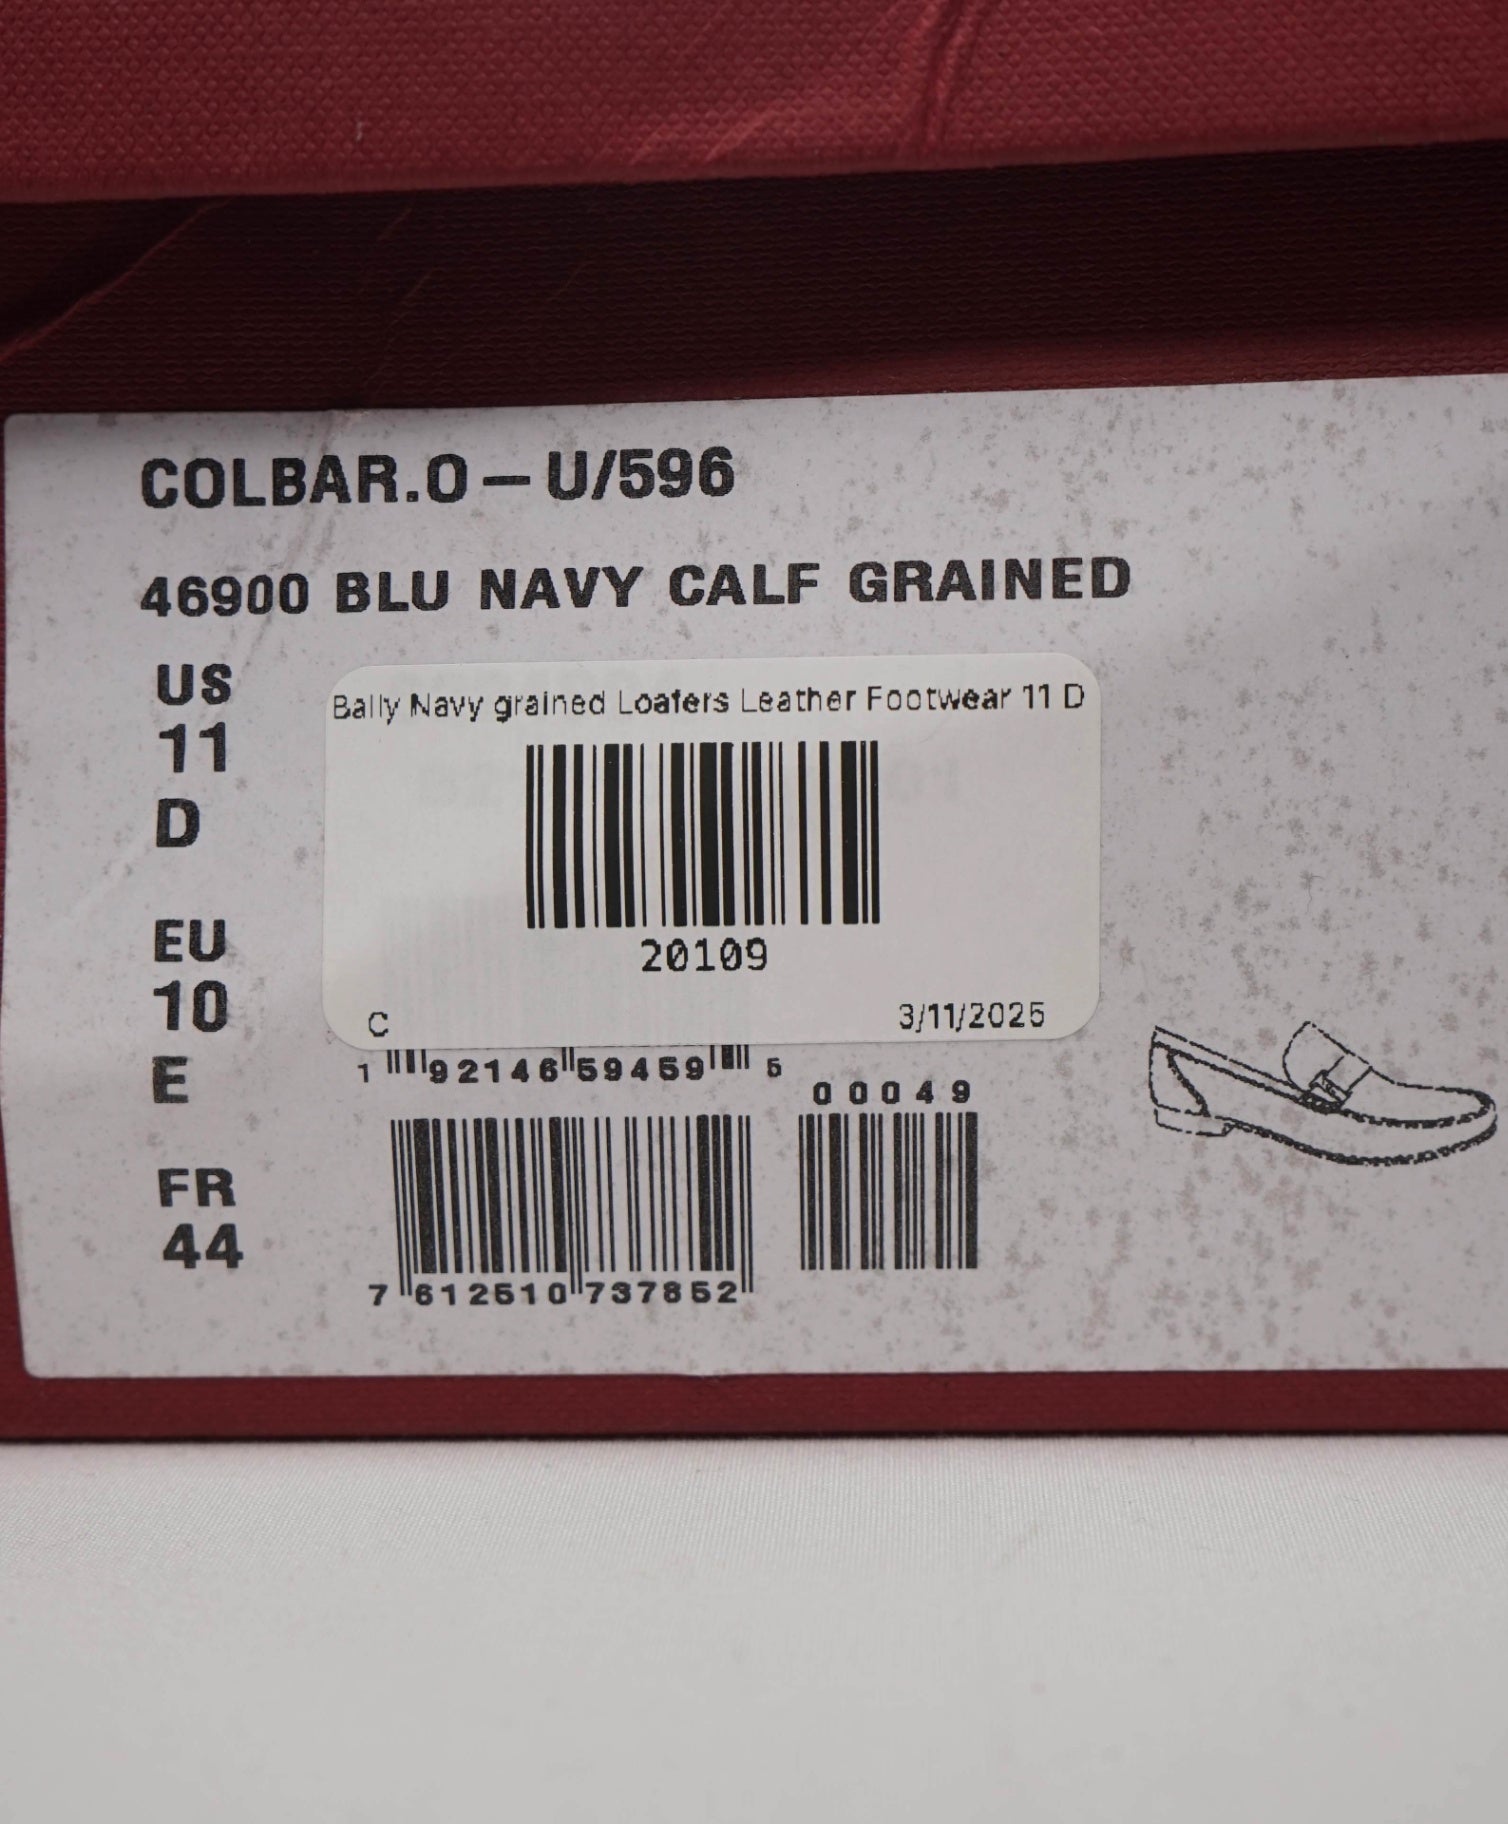 COLBAR.O-U/596
46900 BLU NAVY CALF GRAINED
US
11
D
EU
10
E
FR
44
Bally Navy grained Loafers Leather Footwear 11 D
20109
C 3/11/2025
1 92146 59459 5
00049
7 612510 737852